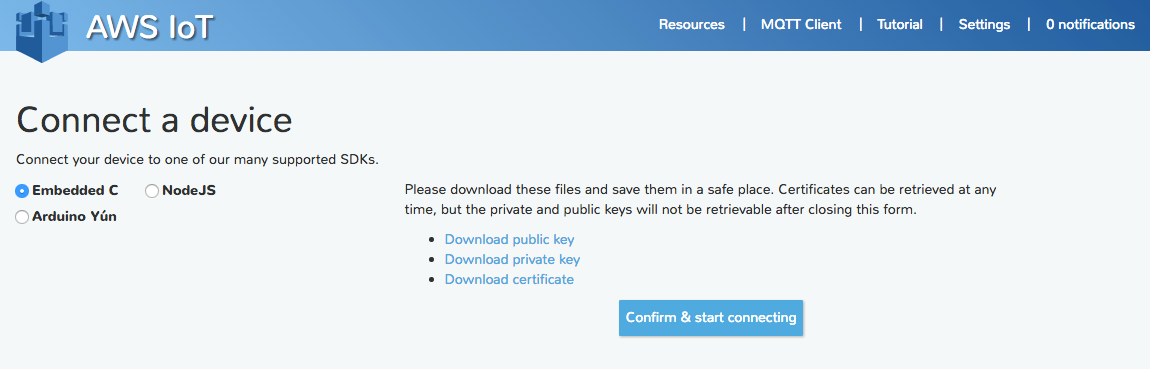 AWS IoT
Resources | MQTT Client | Tutorial | Settings | 0 notifications
Connect a device
Connect your device to one of our many supported SDKs.
Embedded C NodeJS
Arduino Yún
Please download these files and save them in a safe place. Certificates can be retrieved at any
time, but the private and public keys will not be retrievable after closing this form.
• Download public key
• Download private key
• Download certificate
Confirm & start connecting